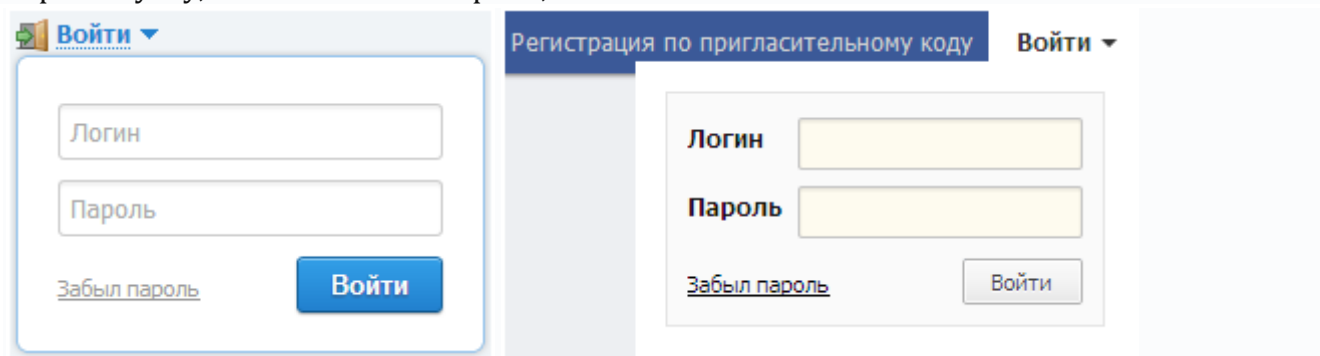 Войти
Логин
Пароль
Забыл пароль
Войти
Регистрация по пригласительному коду
Войти
Логин
Пароль
Забыл пароль
Войти